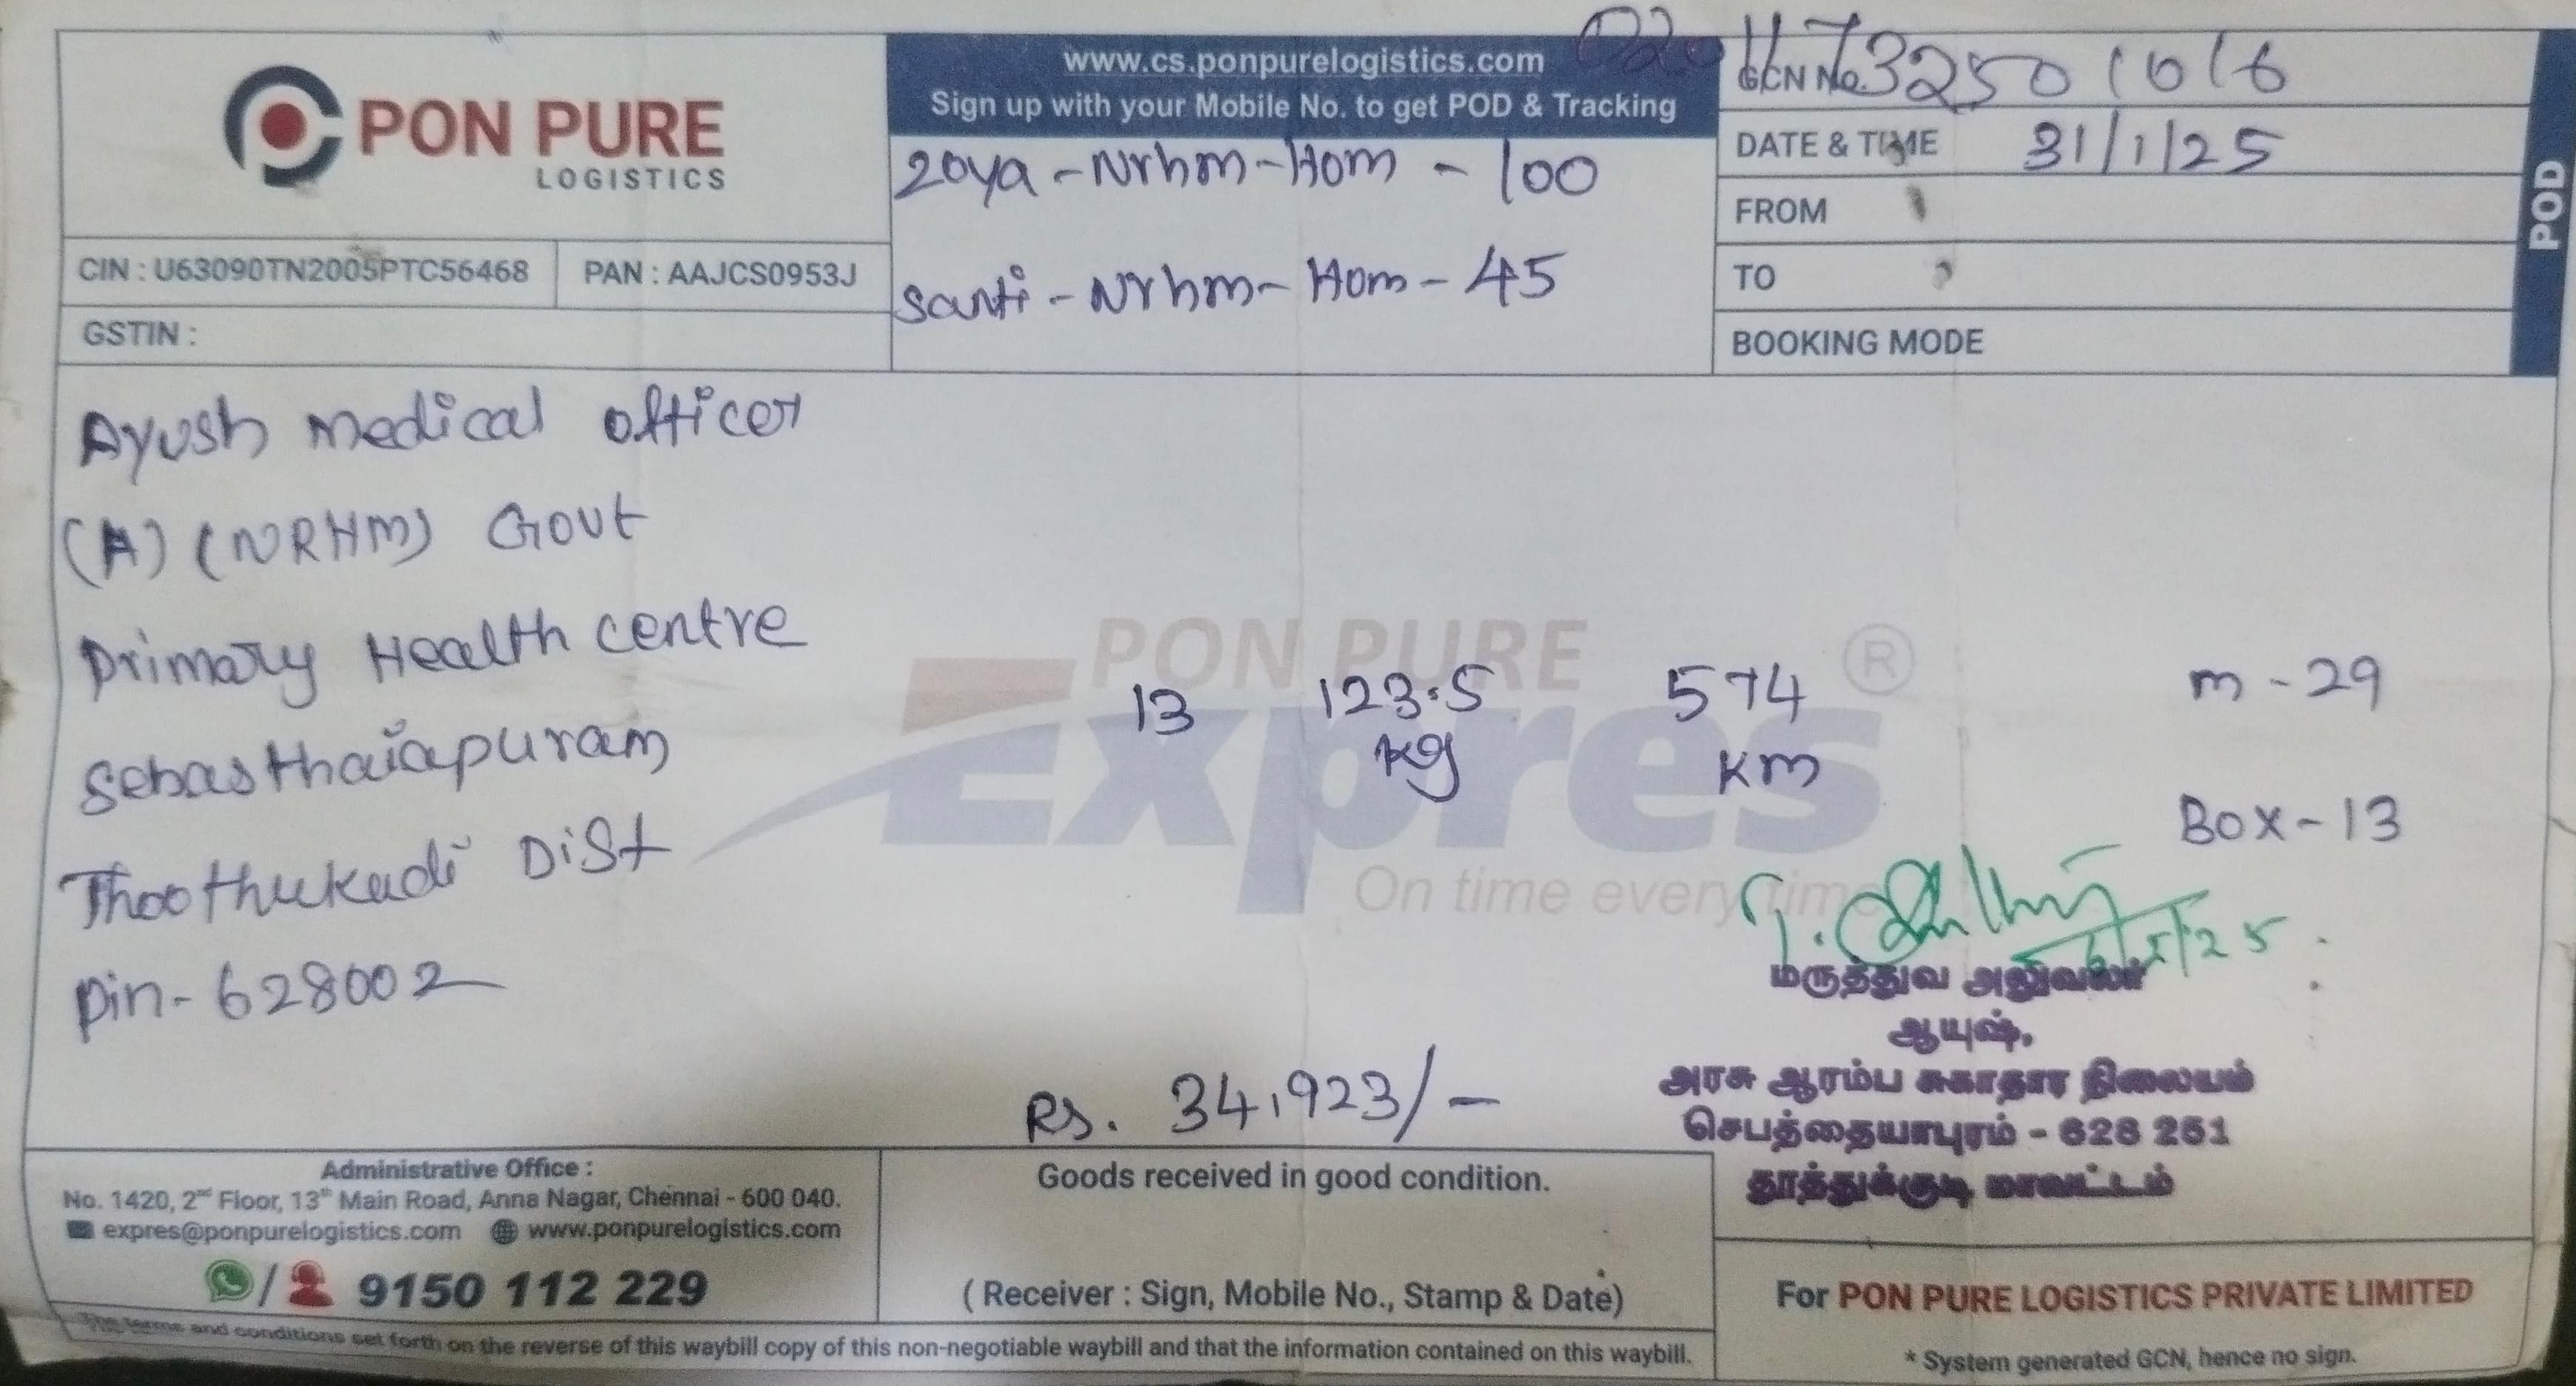 PON PURE
LOGISTICS
CIN : U63090TN2005PTC56468
PAN : AAJCS0953J
GSTIN :
www.cs.ponpurelogistics.com
Sign up with your Mobile No. to get POD & Tracking
zoya - Nrhm - Hom - 100
Santi - Nrhm - Hom - 45
GCN No.
DATE & TIME 31/1/25
FROM
TO
BOOKING MODE
POD
Ayush medical officer
(A) (NRHM) Govt
Primary Health centre
Sebasthaiapuram
Thoothukudi Dist
Pin - 628002
PON PURE
Expres ®
On time every time
13 123.5 kg 574 km m - 29
Box - 13
Rs. 34,923/-
மருத்துவ அலுவலர்
ஆயுஷ்,
அரசு ஆரம்ப சுகாதார நிலையம்
செபத்தையாபுரம் - 628 251
தூத்துக்குடி மாவட்டம்
Administrative Office :
No. 1420, 2nd Floor, 13th Main Road, Anna Nagar, Chennai - 600 040.
expres@ponpurelogistics.com www.ponpurelogistics.com
/ 9150 112 229
Goods received in good condition.
( Receiver : Sign, Mobile No., Stamp & Date)
For PON PURE LOGISTICS PRIVATE LIMITED
* System generated GCN, hence no sign.
The terms and conditions set forth on the reverse of this waybill copy of this non-negotiable waybill and that the information contained on this waybill.